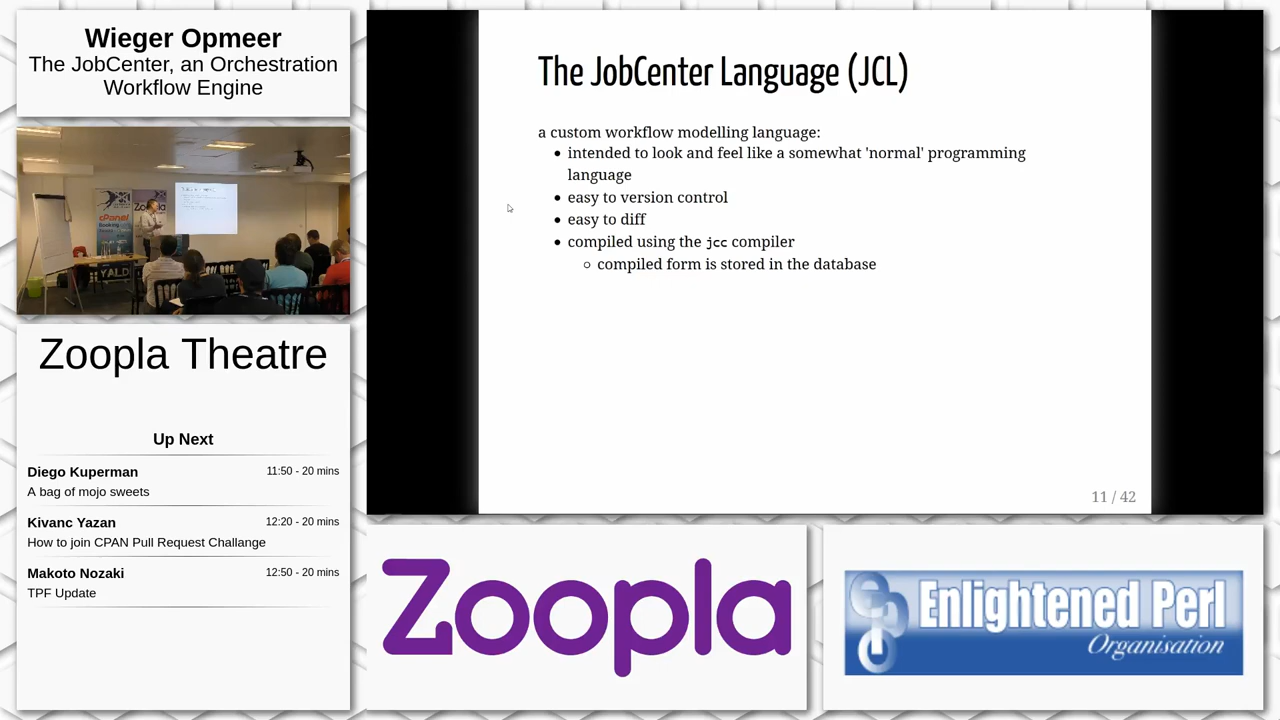 Wieger Opmeer
The JobCenter, an Orchestration
Workflow Engine
cPanel
YALD
Zoopla Theatre
Up Next
Diego Kuperman 11:50 - 20 mins
A bag of mojo sweets
Kivanc Yazan 12:20 - 20 mins
How to join CPAN Pull Request Challange
Makoto Nozaki 12:50 - 20 mins
TPF Update
The JobCenter Language (JCL)
a custom workflow modelling language:
• intended to look and feel like a somewhat 'normal' programming
language
• easy to version control
• easy to diff
• compiled using the jcc compiler
○ compiled form is stored in the database
11 / 42
Zoopla
epo
Enlightened Perl
Organisation